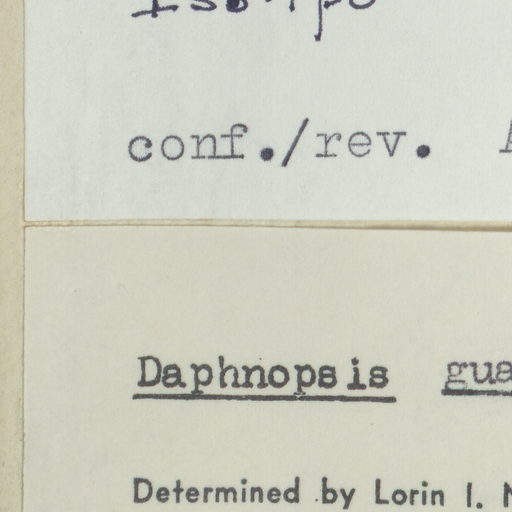 conf./rev.
Daphnopsis gua
Determined by Lorin I.